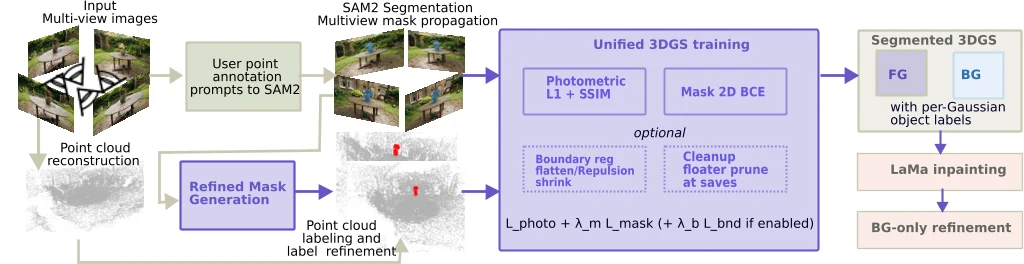 Input
Multi-view images
User point
annotation
prompts to SAM2
SAM2 Segmentation
Multiview mask propagation
Point cloud
reconstruction
Refined Mask
Generation
Point cloud
labeling and
label refinement
Unified 3DGS training
Photometric
L1 + SSIM
Mask 2D BCE
optional
Boundary reg
flatten/Repulsion
shrink
Cleanup
floater prune
at saves
L_photo + λ_m L_mask (+ λ_b L_bnd if enabled)
Segmented 3DGS
FG
BG
with per-Gaussian
object labels
LaMa inpainting
BG-only refinement